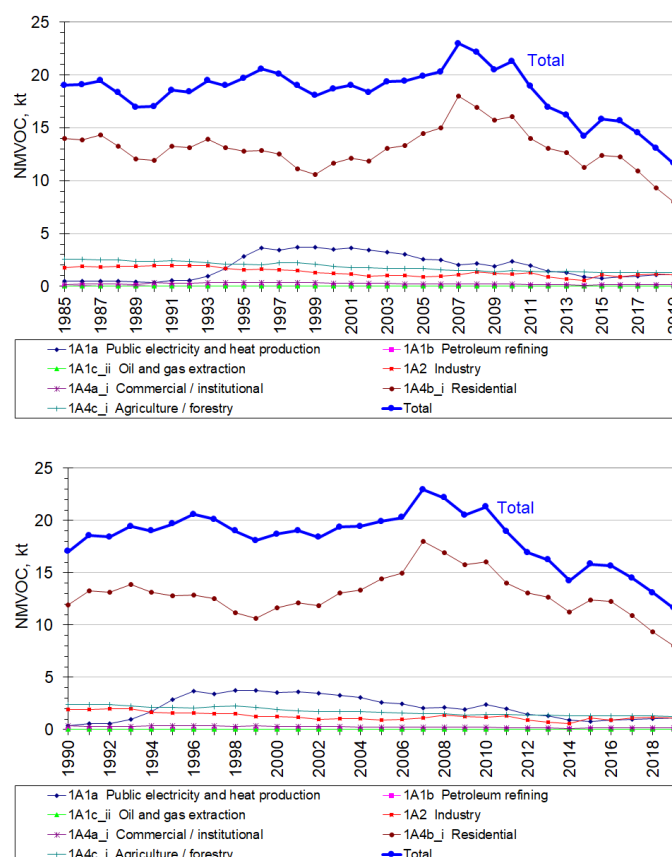 25
20
15
10
5
0
NMVOC, kt
Total
1985
1987
1989
1991
1993
1995
1997
1999
2001
2003
2005
2007
2009
2011
2013
2015
2017
2019
1A1a Public electricity and heat production
1A1b Petroleum refining
1A1c_ii Oil and gas extraction
1A2 Industry
1A4a_i Commercial / institutional
1A4b_i Residential
1A4c_i Agriculture / forestry
Total
25
20
15
10
5
0
NMVOC, kt
Total
1990
1992
1994
1996
1998
2000
2002
2004
2006
2008
2010
2012
2014
2016
2018
1A1a Public electricity and heat production
1A1b Petroleum refining
1A1c_ii Oil and gas extraction
1A2 Industry
1A4a_i Commercial / institutional
1A4b_i Residential
1A4c_i Agriculture / forestry
Total